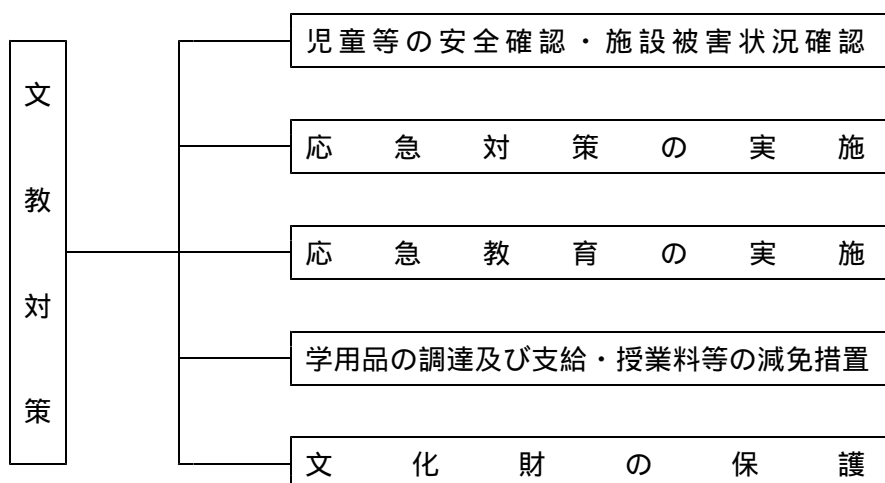 文教対策
児童等の安全確認・施設被害状況確認
応急対策の実施
応急教育の実施
学用品の調達及び支給・授業料等の減免措置
文化財の保護